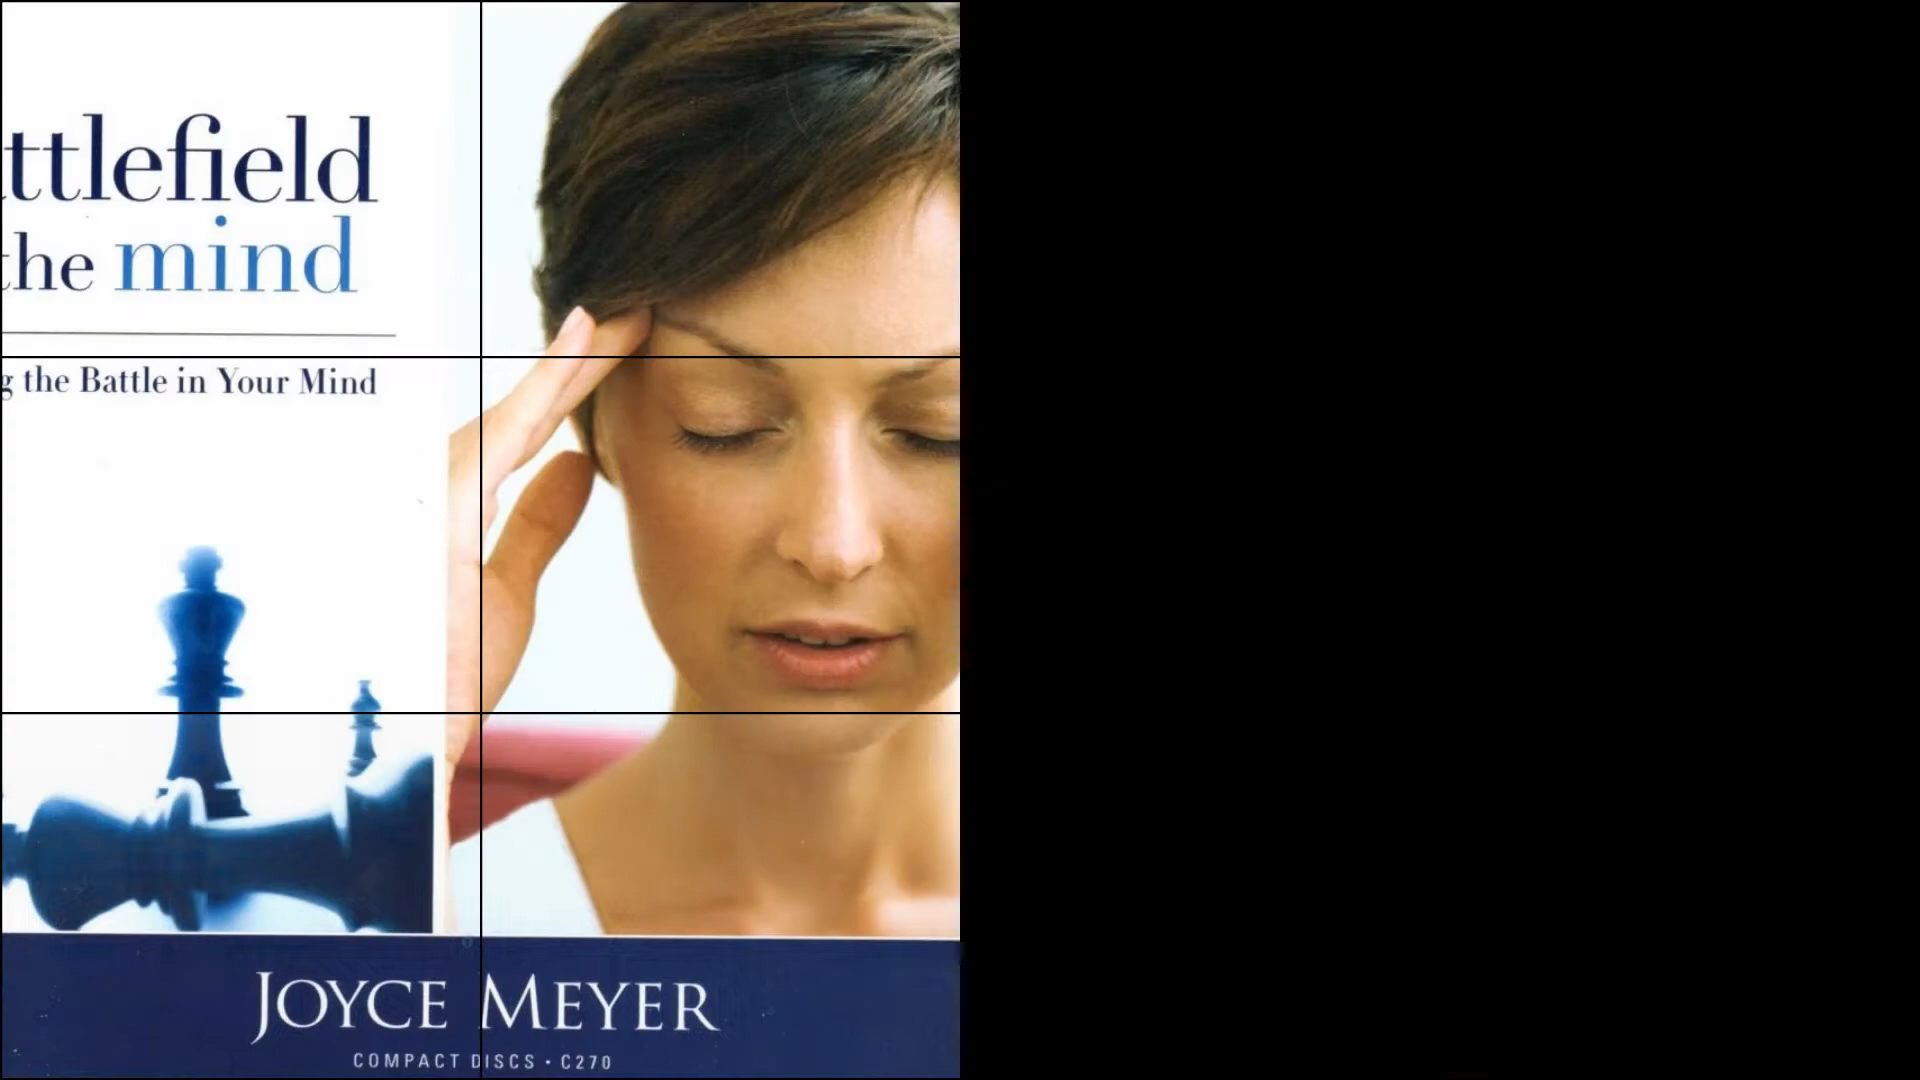 ttlefield
the mind
g the Battle in Your Mind
JOYCE MEYER
COMPACT DISCS • C270